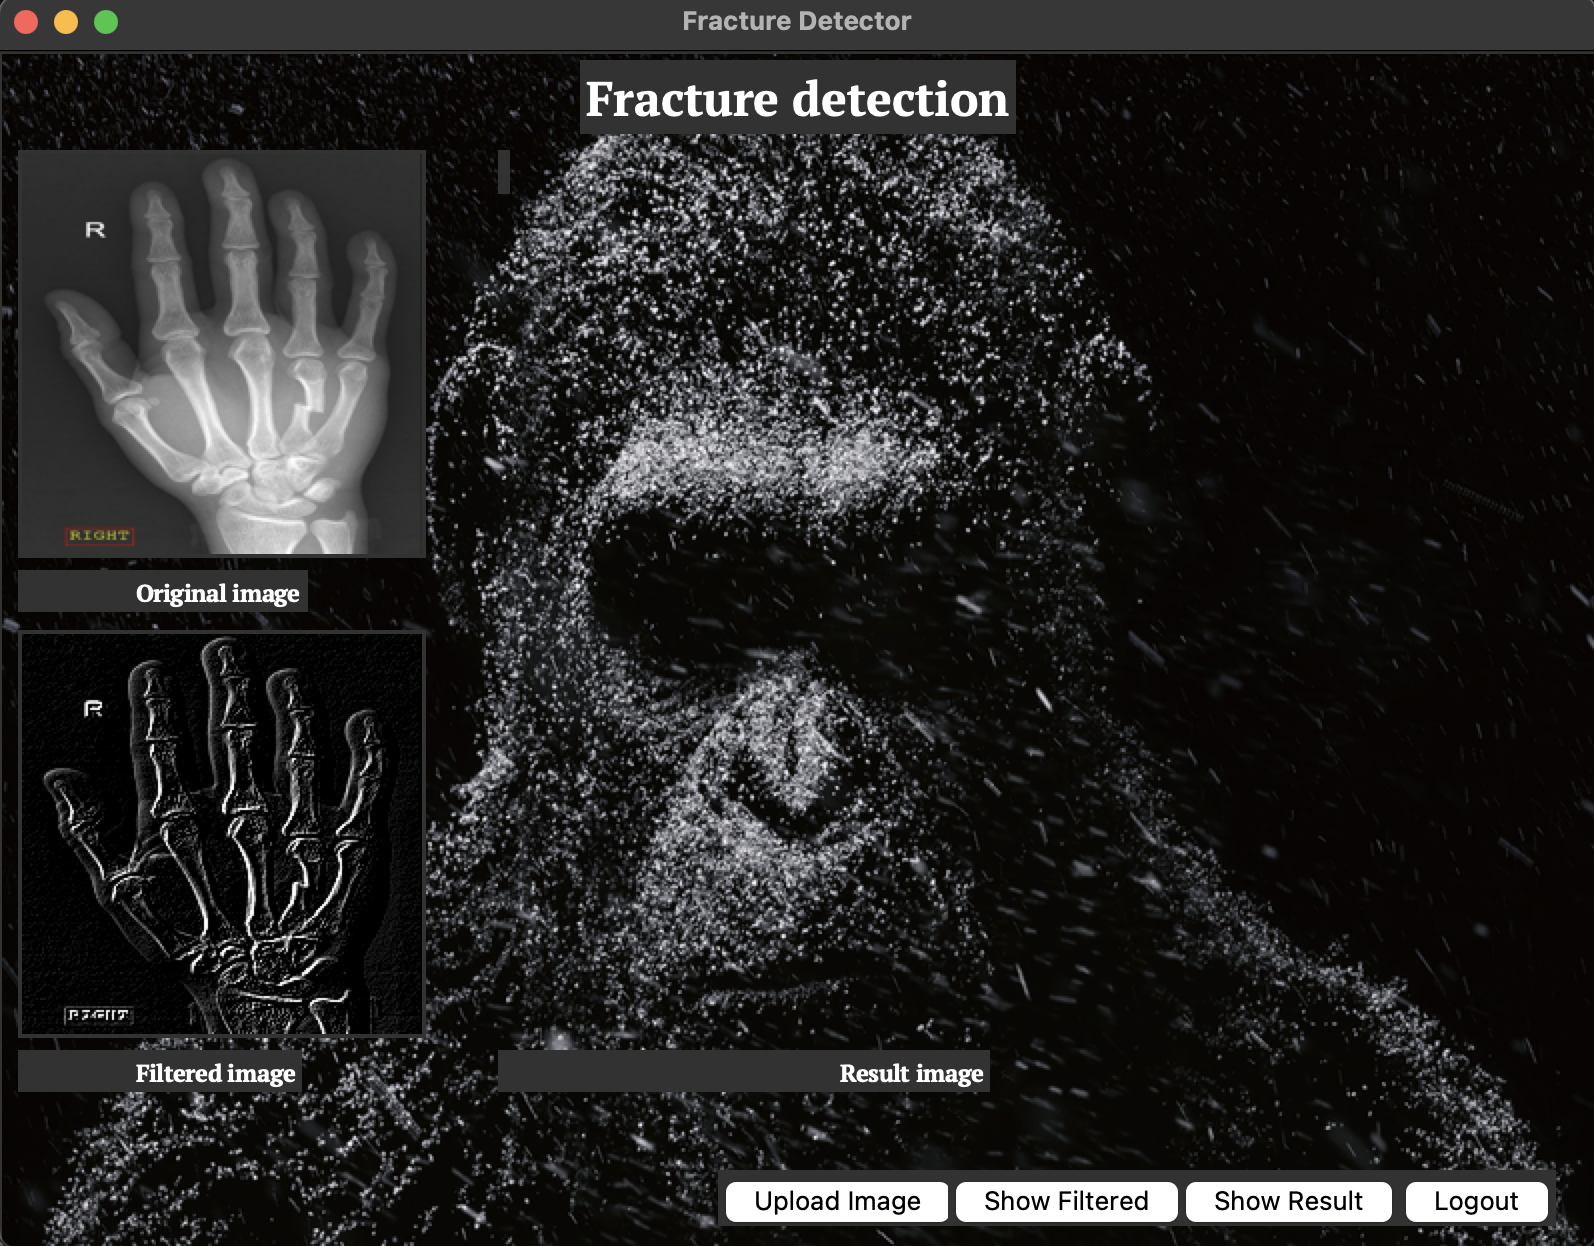 Fracture Detector
Fracture detection
R
RIGHT
Original image
R
RIGHT
Filtered image
Result image
Upload Image
Show Filtered
Show Result
Logout